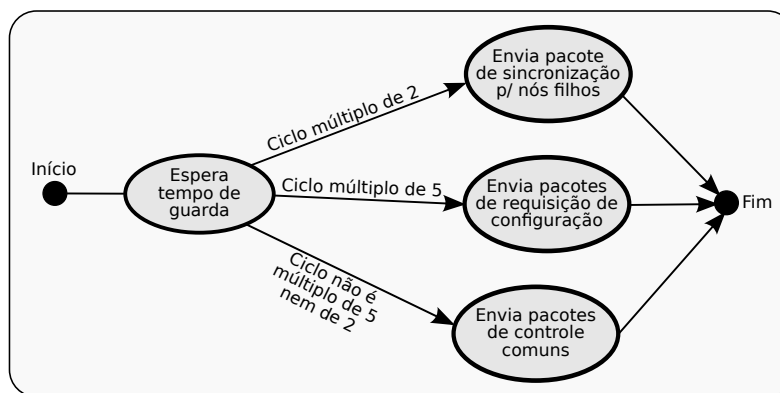 Início
Espera
tempo de
guarda
Ciclo múltiplo de 2
Envia pacote
de sincronização
p/ nós filhos
Ciclo múltiplo de 5
Envia pacotes
de requisição de
configuração
Ciclo não é
múltiplo de 5
nem de 2
Envia pacotes
de controle
comuns
Fim